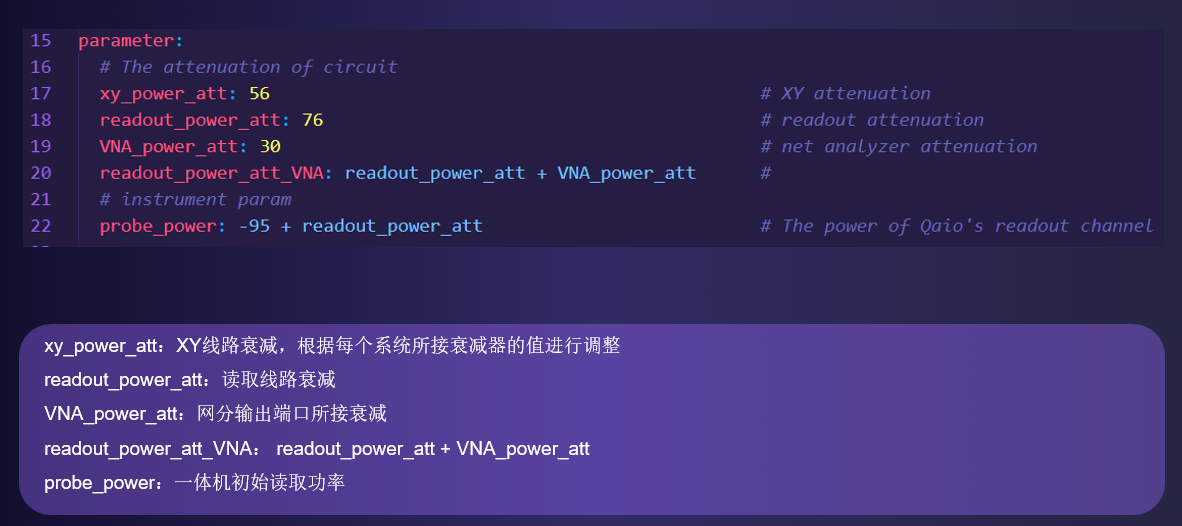 15 parameter:
16 # The attenuation of circuit
17 xy_power_att: 56 # XY attenuation
18 readout_power_att: 76 # readout attenuation
19 VNA_power_att: 30 # net analyzer attenuation
20 readout_power_att_VNA: readout_power_att + VNA_power_att #
21 # instrument param
22 probe_power: -95 + readout_power_att # The power of Qaio's readout channel
xy_power_att：XY线路衰减，根据每个系统所接衰减器的值进行调整
readout_power_att：读取线路衰减
VNA_power_att：网分输出端口所接衰减
readout_power_att_VNA： readout_power_att + VNA_power_att
probe_power：一体机初始读取功率